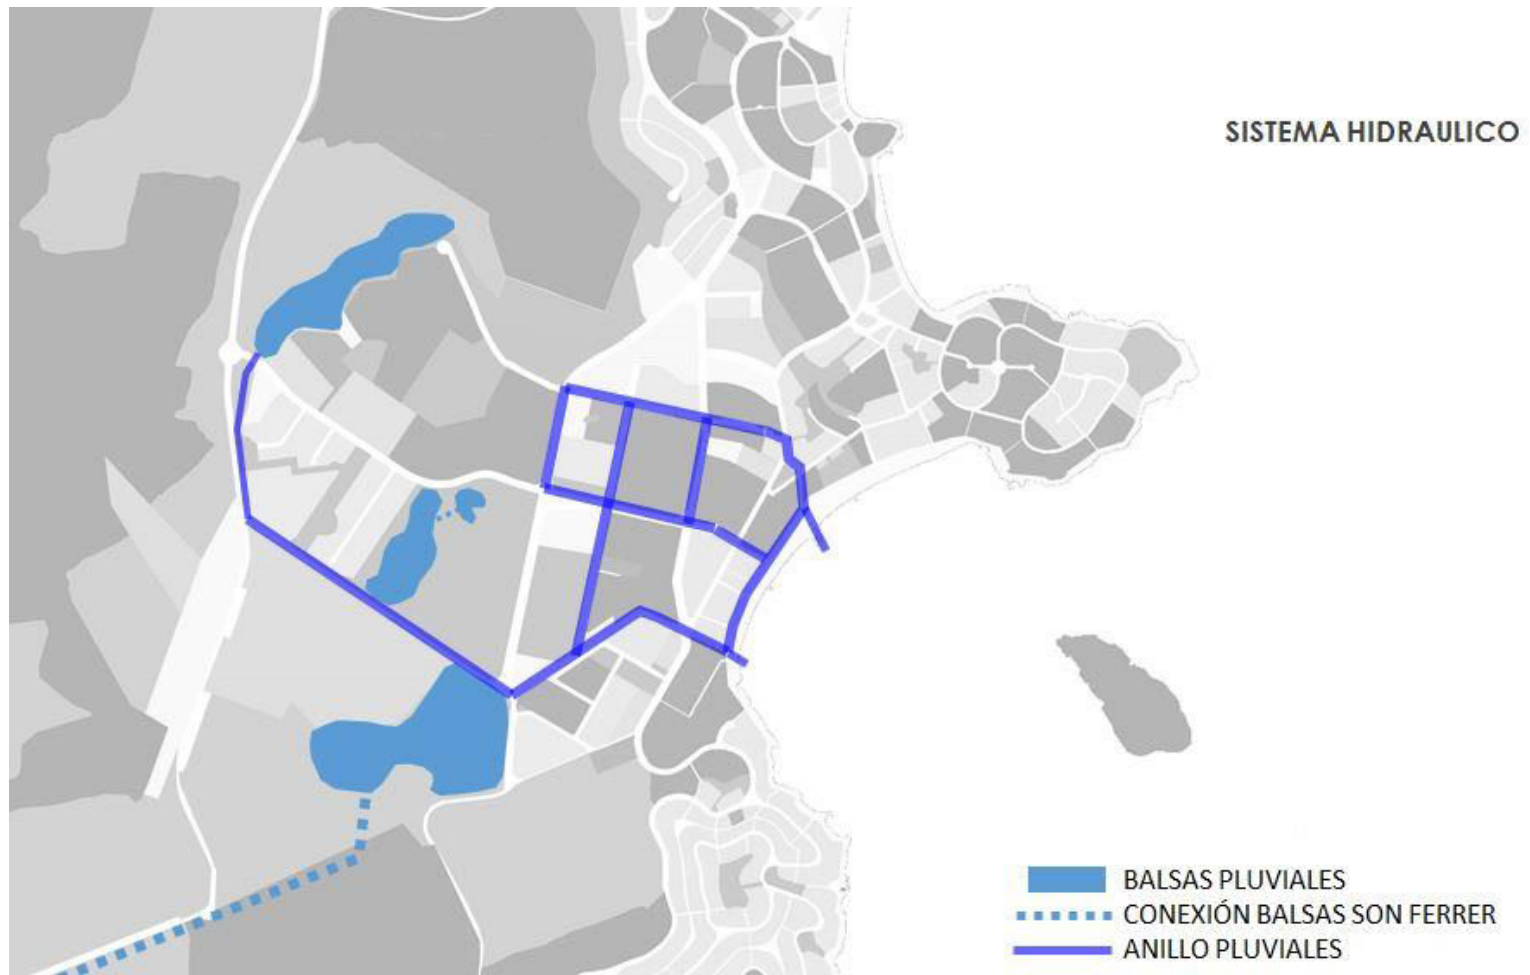 SISTEMA HIDRAULICO
BALSAS PLUVIALES
CONEXIÓN BALSAS SON FERRER
ANILLO PLUVIALES